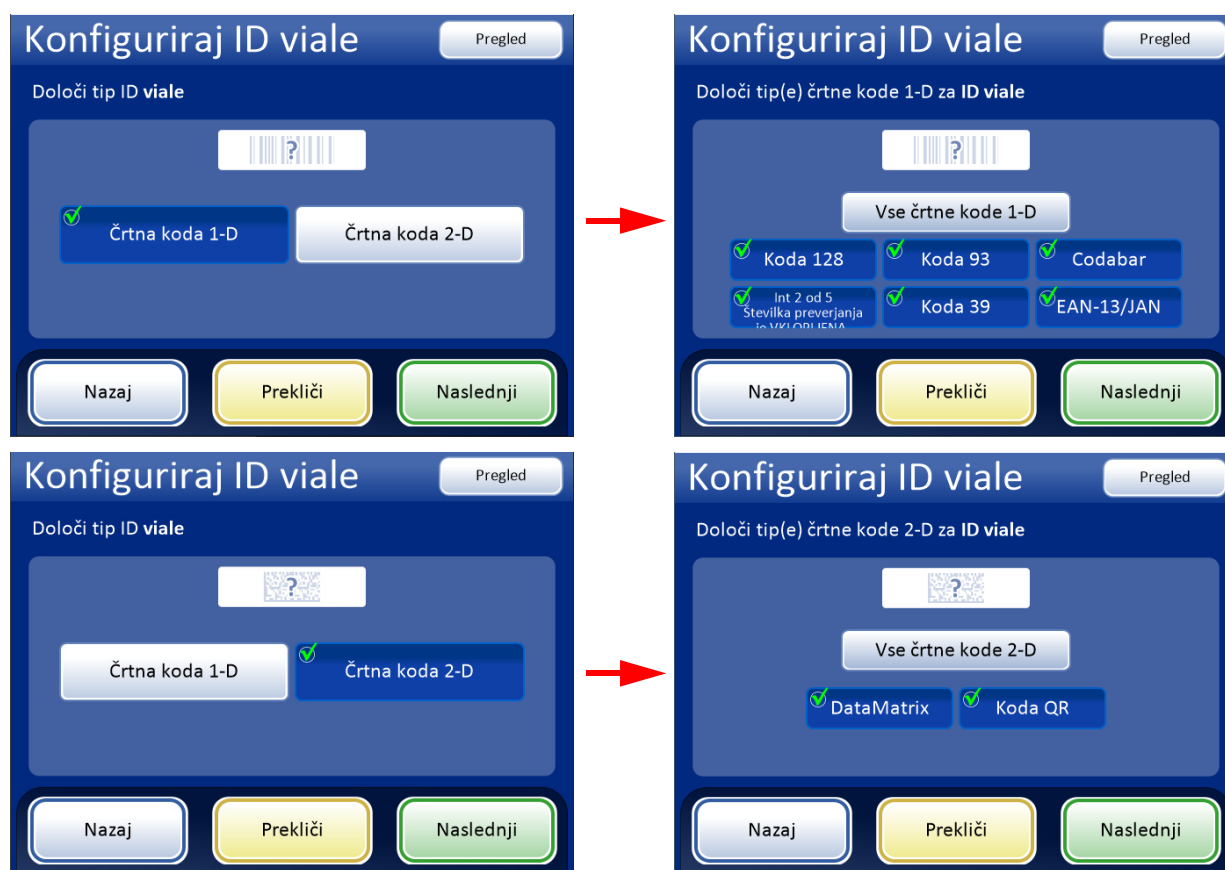 Konfiguriraj ID viale
Pregled
Določi tip ID viale
?
Črtna koda 1-D
Črtna koda 2-D
Nazaj
Prekliči
Naslednji
Konfiguriraj ID viale
Pregled
Določi tip(e) črtne kode 1-D za ID viale
?
Vse črtne kode 1-D
Koda 128
Koda 93
Codabar
Int 2 od 5
Številka preverjanja
je VKLOPLJENA
Koda 39
EAN-13/JAN
Nazaj
Prekliči
Naslednji
Konfiguriraj ID viale
Pregled
Določi tip ID viale
?
Črtna koda 1-D
Črtna koda 2-D
Nazaj
Prekliči
Naslednji
Konfiguriraj ID viale
Pregled
Določi tip(e) črtne kode 2-D za ID viale
?
Vse črtne kode 2-D
DataMatrix
Koda QR
Nazaj
Prekliči
Naslednji